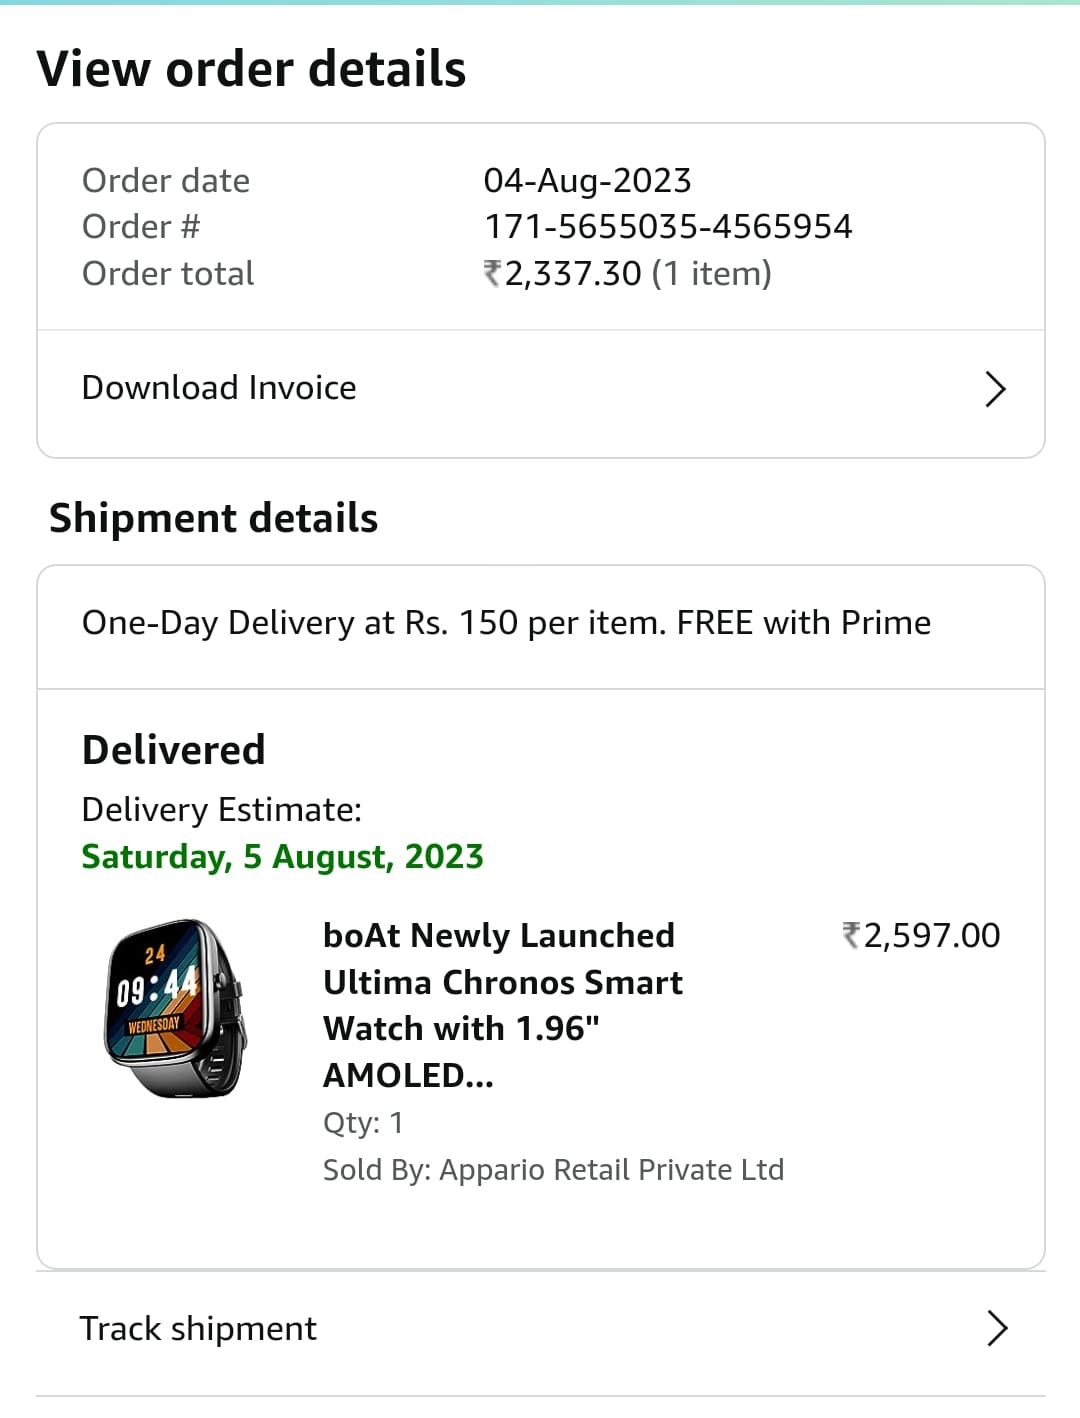 View order details
Order date 04-Aug-2023
Order # 171-5655035-4565954
Order total ₹2,337.30 (1 item)
Download Invoice
Shipment details
One-Day Delivery at Rs. 150 per item. FREE with Prime
Delivered
Delivery Estimate:
Saturday, 5 August, 2023
24
09:44
WEDNESDAY
boAt Newly Launched ₹2,597.00
Ultima Chronos Smart
Watch with 1.96"
AMOLED...
Qty: 1
Sold By: Appario Retail Private Ltd
Track shipment